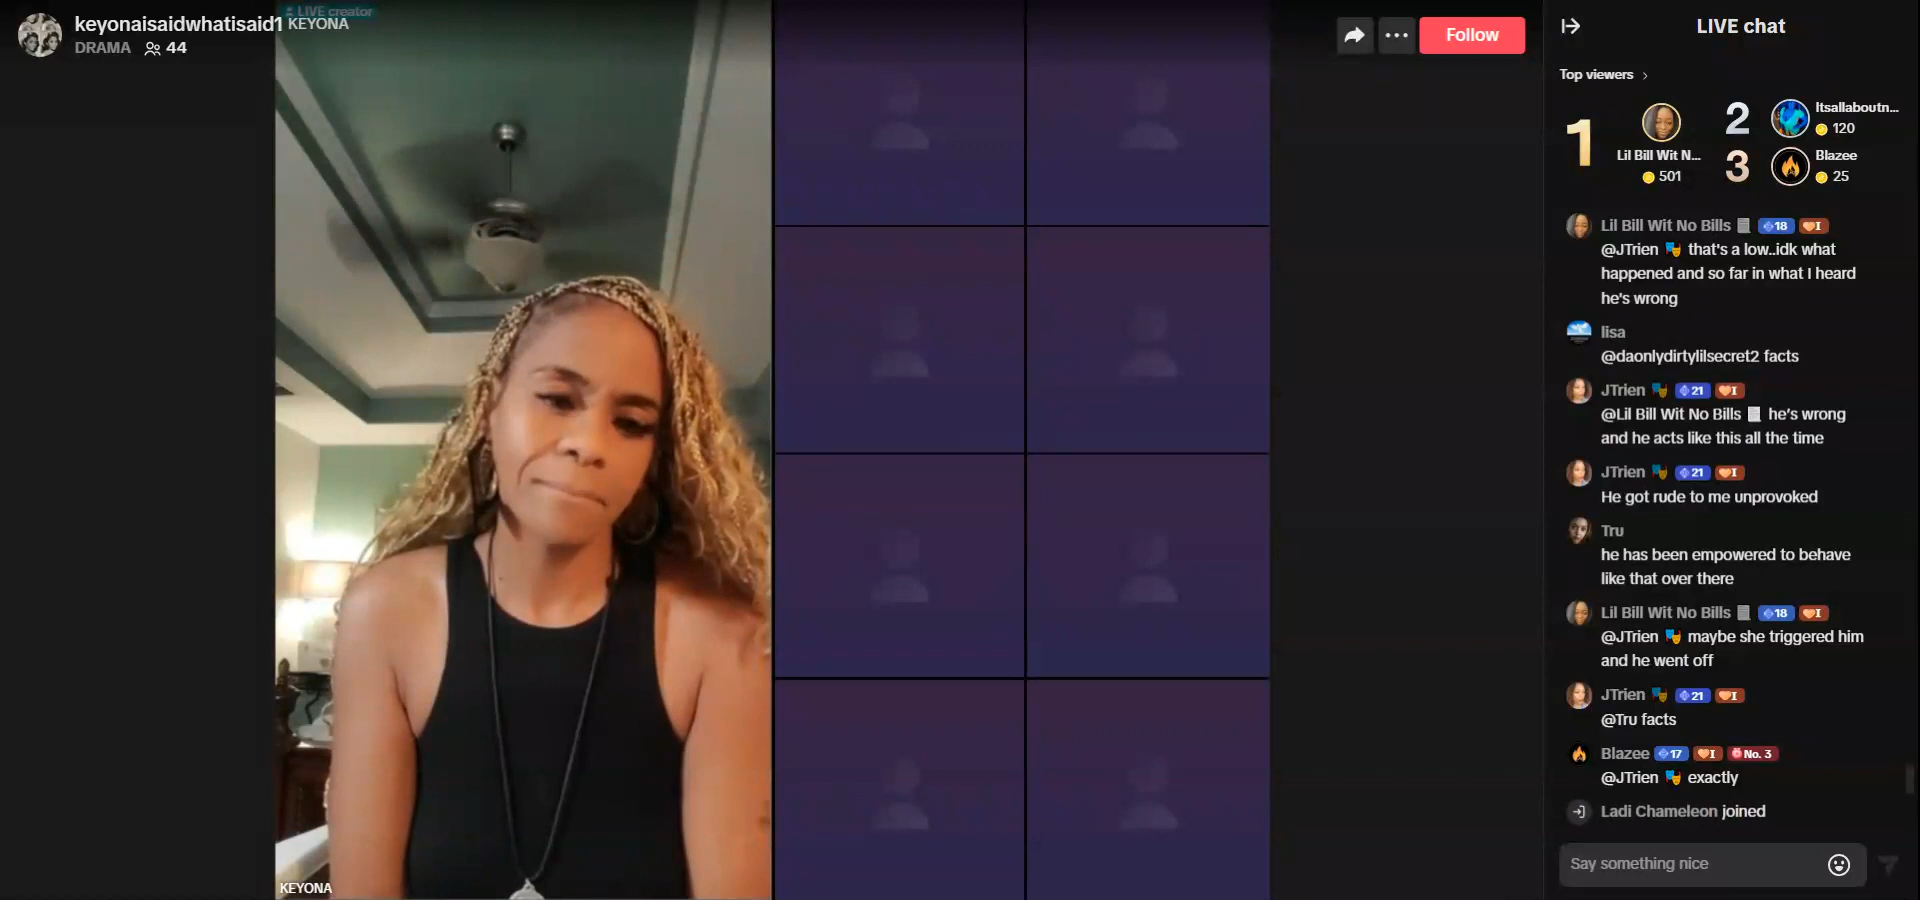 LIVE creator
keyonaisaidwhatisaid1 KEYONA
DRAMA 44
Follow
LIVE chat
Top viewers >
1
Lil Bill Wit N...
501
2
Itsallaboutn...
120
3
Blazee
25
Lil Bill Wit No Bills 18 I
@JTrien that's a low..idk what
happened and so far in what I heard
he's wrong
lisa
@daonlydirtylilsecret2 facts
JTrien 21 I
@Lil Bill Wit No Bills he's wrong
and he acts like this all the time
JTrien 21 I
He got rude to me unprovoked
Tru
he has been empowered to behave
like that over there
Lil Bill Wit No Bills 18 I
@JTrien maybe she triggered him
and he went off
JTrien 21 I
@Tru facts
Blazee 17 I No. 3
@JTrien exactly
Ladi Chameleon joined
Say something nice
KEYONA